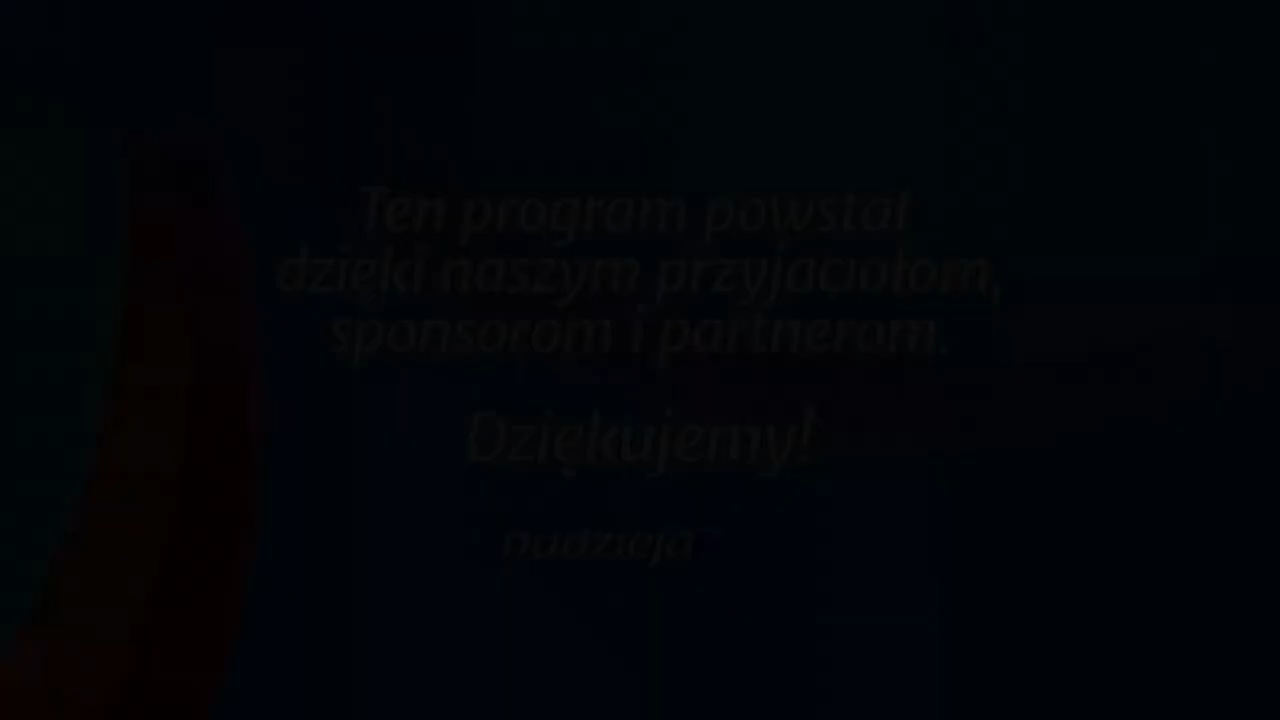 Ten program powstał
dzięki naszym przyjaciołom,
sponsorom i partnerom.
Dziękujemy!
nadzieja